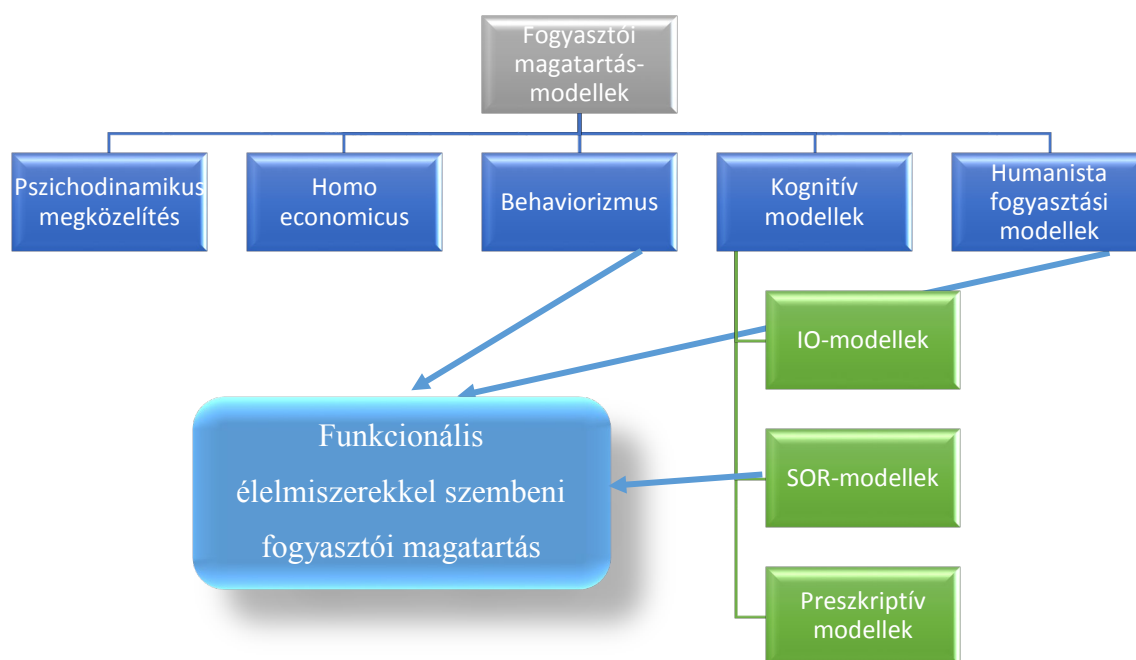 Fogyasztói
magatartás-
modellek
Pszichodinamikus
megközelítés
Homo
economicus
Behaviorizmus
Kognitív
modellek
Humanista
fogyasztási
modellek
IO-modellek
SOR-modellek
Preszkriptív
modellek
Funkcionális
élelmiszerekkel szembeni
fogyasztói magatartás